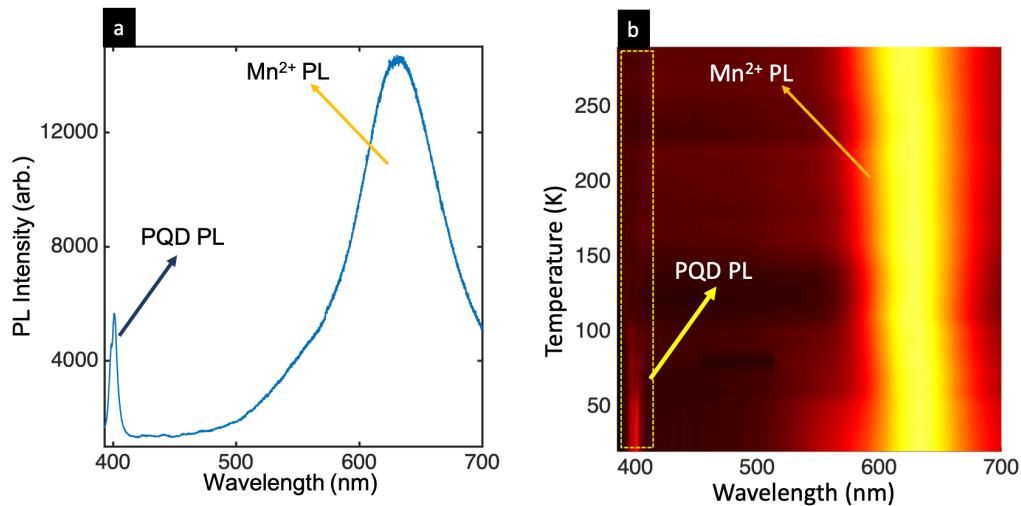 a
Mn²⁺ PL
PQD PL
12000
8000
4000
PL Intensity (arb.)
400
500
600
700
Wavelength (nm)
b
Mn²⁺ PL
PQD PL
250
200
150
100
50
Temperature (K)
400
500
600
700
Wavelength (nm)